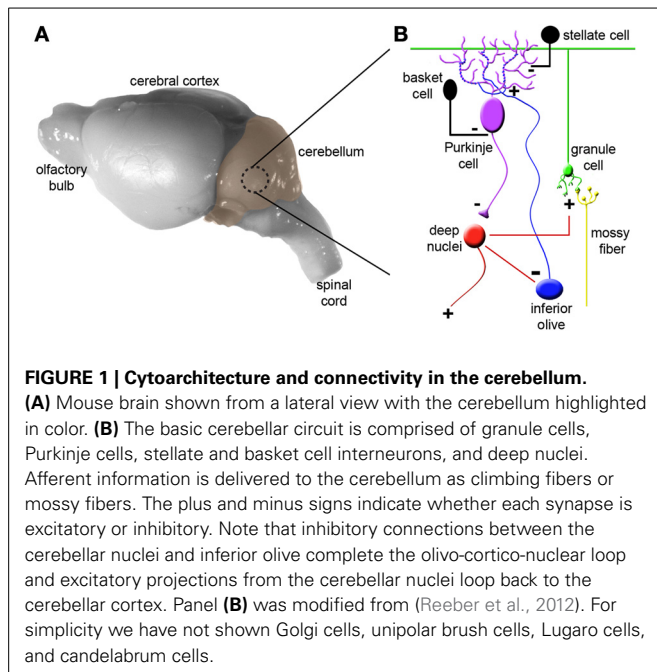 A
B
stellate cell
cerebral cortex
basket
cell
cerebellum
olfactory
bulb
Purkinje
cell
granule
cell
deep
nuclei
mossy
fiber
spinal
cord
inferior
olive
-
+
-
-
+
-
+
FIGURE 1 | Cytoarchitecture and connectivity in the cerebellum.
(A) Mouse brain shown from a lateral view with the cerebellum highlighted
in color. (B) The basic cerebellar circuit is comprised of granule cells,
Purkinje cells, stellate and basket cell interneurons, and deep nuclei.
Afferent information is delivered to the cerebellum as climbing fibers or
mossy fibers. The plus and minus signs indicate whether each synapse is
excitatory or inhibitory. Note that inhibitory connections between the
cerebellar nuclei and inferior olive complete the olivo-cortico-nuclear loop
and excitatory projections from the cerebellar nuclei loop back to the
cerebellar cortex. Panel (B) was modified from (Reeber et al., 2012). For
simplicity we have not shown Golgi cells, unipolar brush cells, Lugaro cells,
and candelabrum cells.